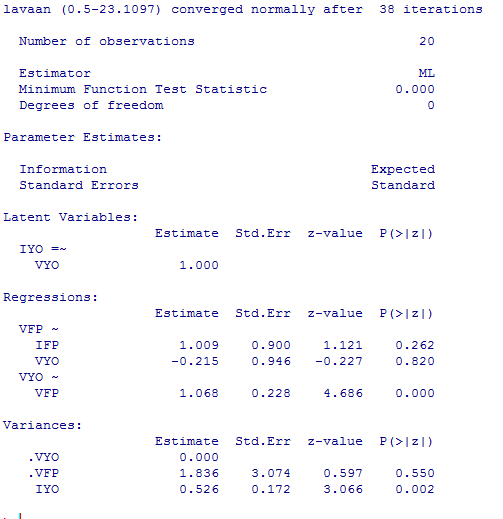 lavaan (0.5-23.1097) converged normally after 38 iterations
Number of observations 20
Estimator ML
Minimum Function Test Statistic 0.000
Degrees of freedom 0
Parameter Estimates:
Information Expected
Standard Errors Standard
Latent Variables:
Estimate Std.Err z-value P(>|z|)
IYO =~
VYO 1.000
Regressions:
Estimate Std.Err z-value P(>|z|)
VFP ~
IFP 1.009 0.900 1.121 0.262
VYO -0.215 0.946 -0.227 0.820
VYO ~
VFP 1.068 0.228 4.686 0.000
Variances:
Estimate Std.Err z-value P(>|z|)
.VYO 0.000
.VFP 1.836 3.074 0.597 0.550
IYO 0.526 0.172 3.066 0.002